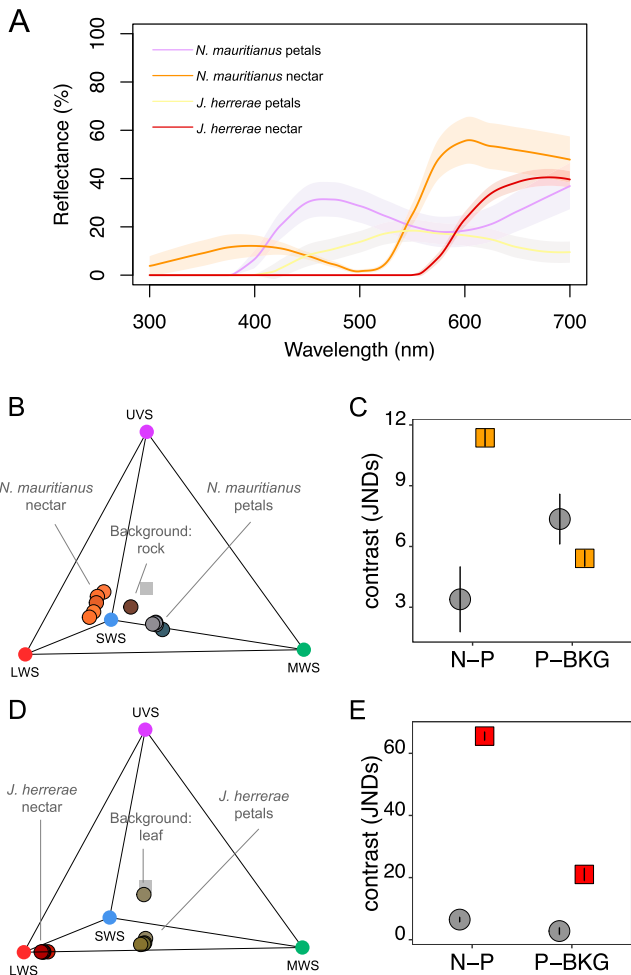 A
100
80
60
40
20
0
Reflectance (%)
N. mauritianus petals
N. mauritianus nectar
J. herrerae petals
J. herrerae nectar
300 400 500 600 700
Wavelength (nm)
B
UVS
N. mauritianus
nectar
N. mauritianus
petals
Background:
rock
SWS
LWS
MWS
C
12
9
6
3
contrast (JNDs)
N–P P–BKG
D
UVS
J. herrerae
nectar
J. herrerae
petals
Background:
leaf
SWS
LWS
MWS
E
60
40
20
0
contrast (JNDs)
N–P P–BKG